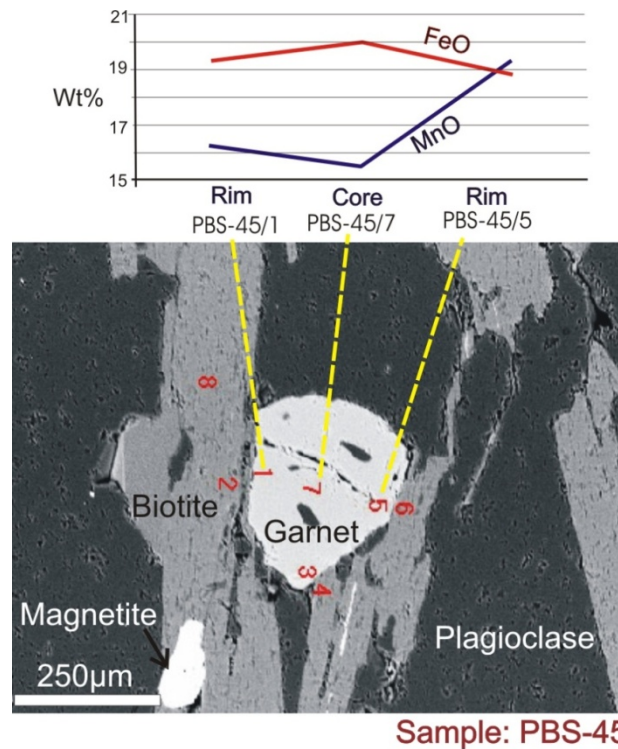 21
19
17
15
Wt%
FeO
MnO
Rim Core Rim
PBS-45/1 PBS-45/7 PBS-45/5
8
2 1 7 5 6
Biotite
Garnet
3
4
Magnetite
Plagioclase
250µm
Sample: PBS-45